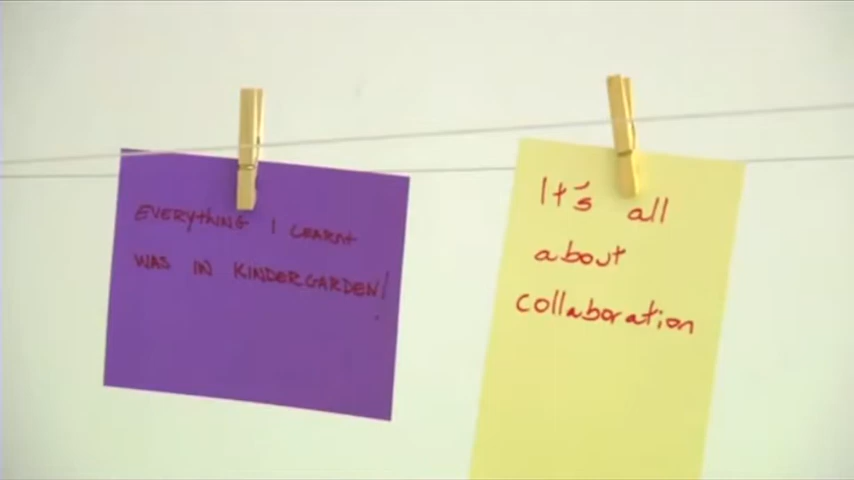 EVERYTHING I LEARNT
WAS IN KINDERGARDEN!
It's all
about
collaboration